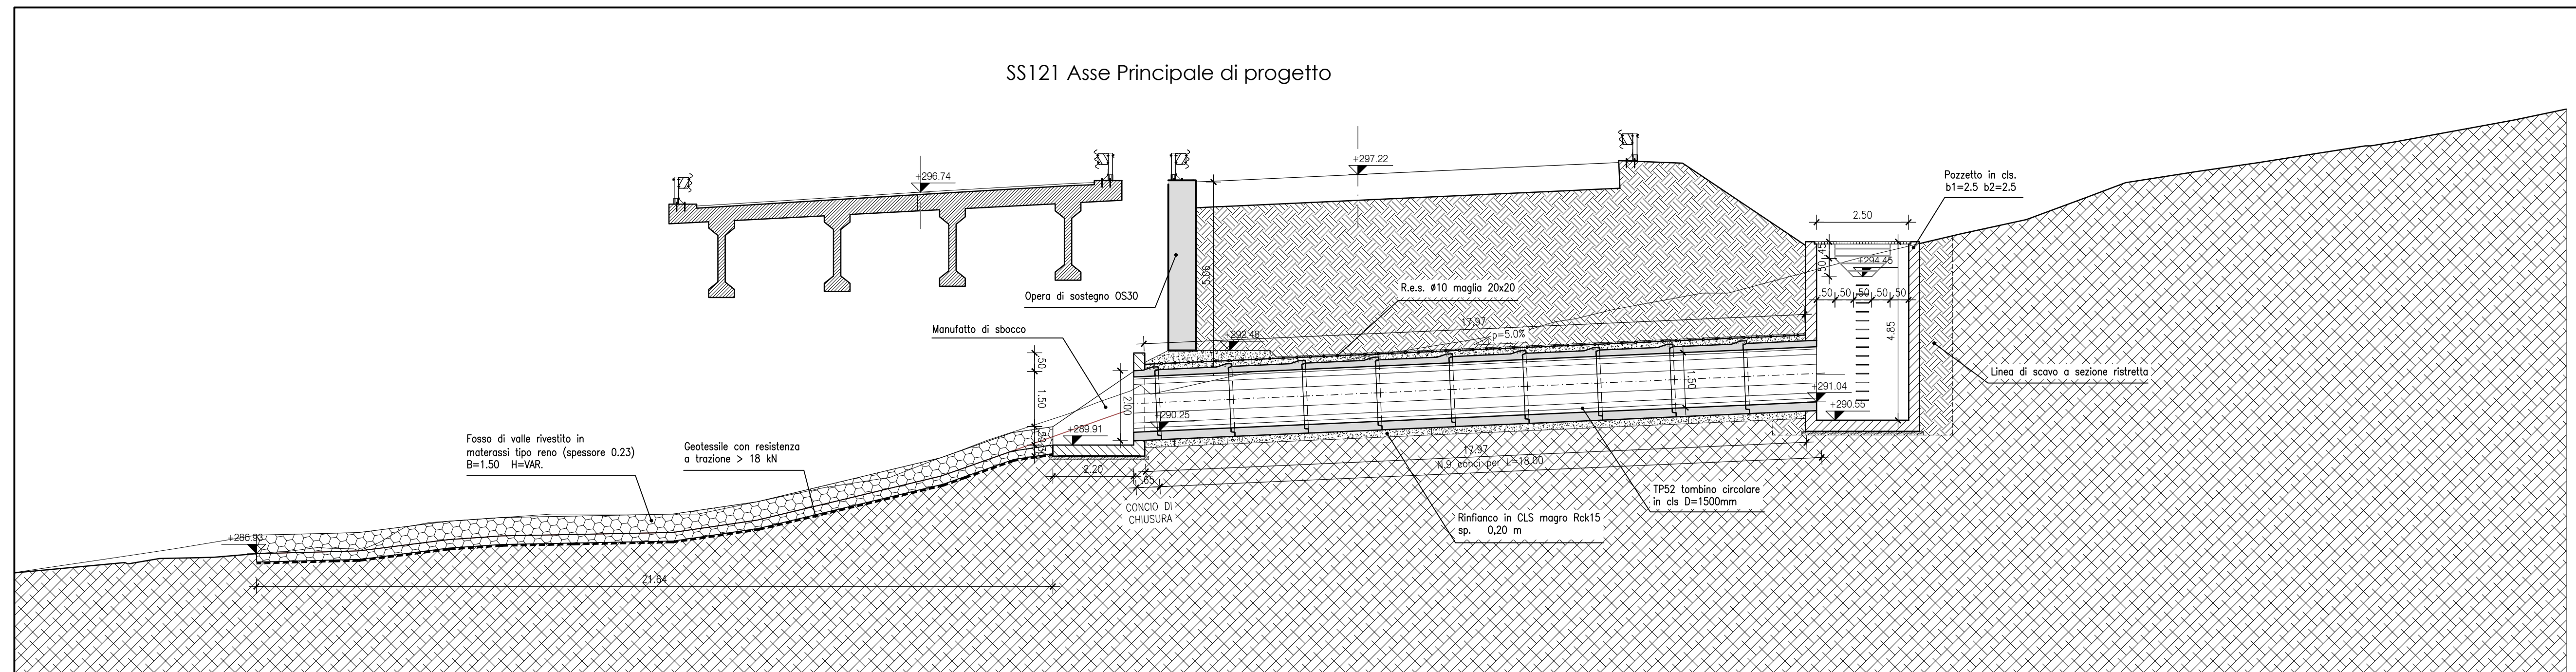 SS121 Asse Principale di progetto
+296.74
+297.22
Pozzetto in cls.
b1=2.5 b2=2.5
2.50
.45
.50
+294.45
.50 .50 .50 .50 .50
4.85
5.06
Opera di sostegno OS30
R.e.s. ø10 maglia 20x20
Manufatto di sbocco
17.97
p=5.0%
+292.48
Linea di scavo a sezione ristretta
.50
1.50
2.00
1.50
+291.04
+290.55
+290.25
+289.91
Fosso di valle rivestito in
materassi tipo reno (spessore 0.23)
B=1.50 H=VAR.
Geotessile con resistenza
a trazione > 18 kN
2.20
.65
17.97
N.9 conci per L=18.00
CONCIO DI
CHIUSURA
TP52 tombino circolare
in cls D=1500mm
Rinfianco in CLS magro Rck15
sp. 0,20 m
+286.93
21.64